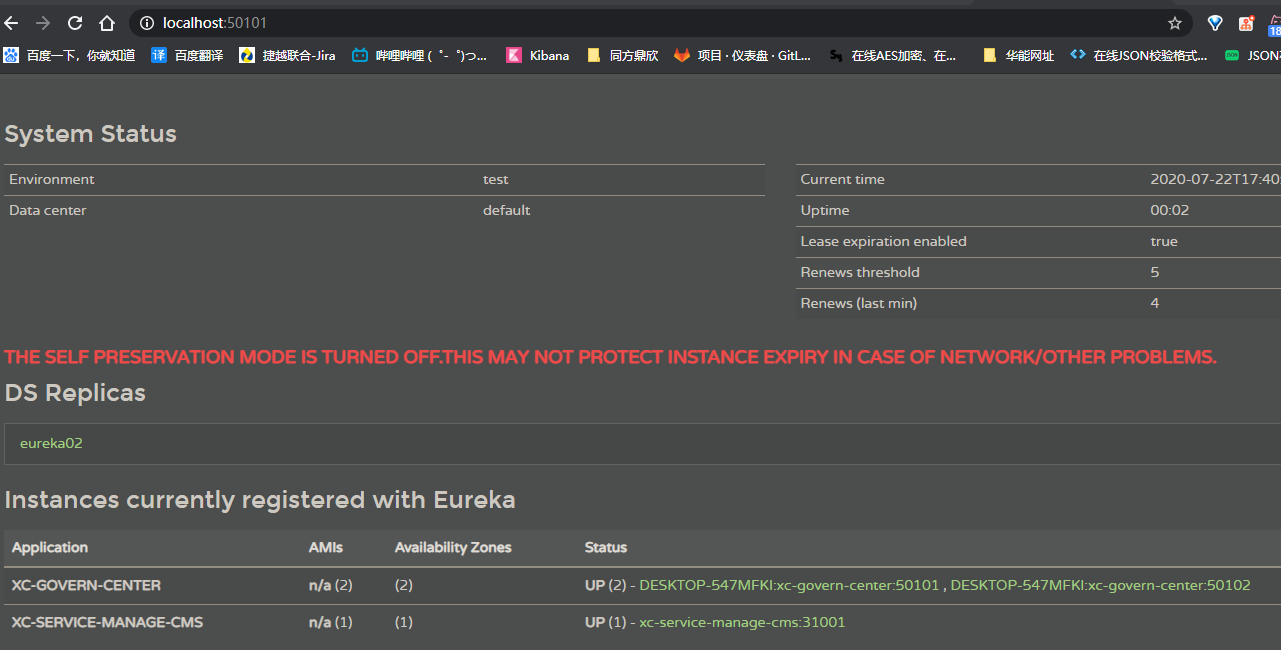 localhost:50101
18
百度一下，你就知道 译 百度翻译 捷越联合-Jira 哔哩哔哩 ( ゜- ゜)つ... Kibana 同方鼎欣 项目 · 仪表盘 · GitL... 在线AES加密、在... 华能网址 在线JSON校验格式... JSON
System Status
Environment test
Data center default
Current time 2020-07-22T17:40:
Uptime 00:02
Lease expiration enabled true
Renews threshold 5
Renews (last min) 4
THE SELF PRESERVATION MODE IS TURNED OFF.THIS MAY NOT PROTECT INSTANCE EXPIRY IN CASE OF NETWORK/OTHER PROBLEMS.
DS Replicas
eureka02
Instances currently registered with Eureka
Application AMIs Availability Zones Status
XC-GOVERN-CENTER n/a (2) (2) UP (2) - DESKTOP-547MFKI:xc-govern-center:50101 , DESKTOP-547MFKI:xc-govern-center:50102
XC-SERVICE-MANAGE-CMS n/a (1) (1) UP (1) - xc-service-manage-cms:31001